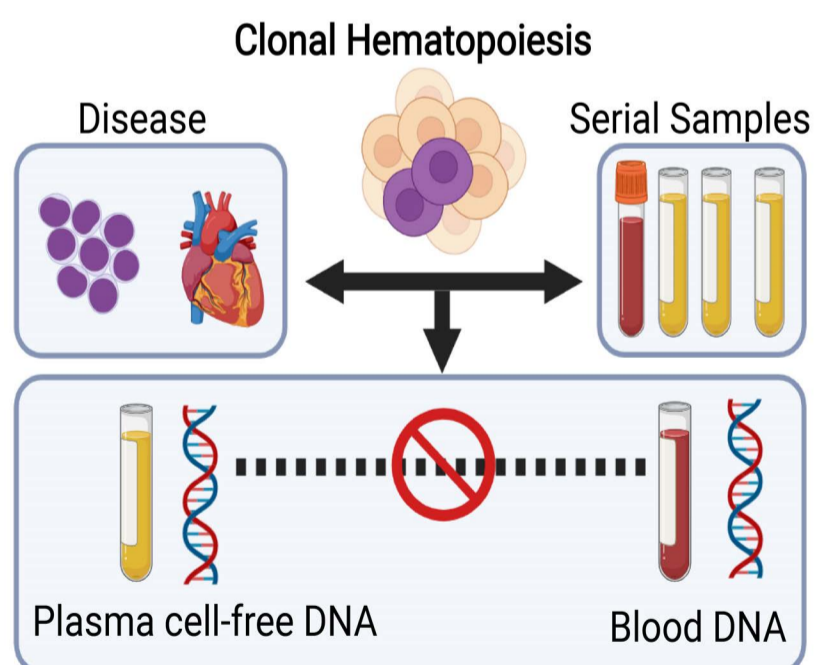 Clonal Hematopoiesis
Disease
Serial Samples
Plasma cell-free DNA
Blood DNA